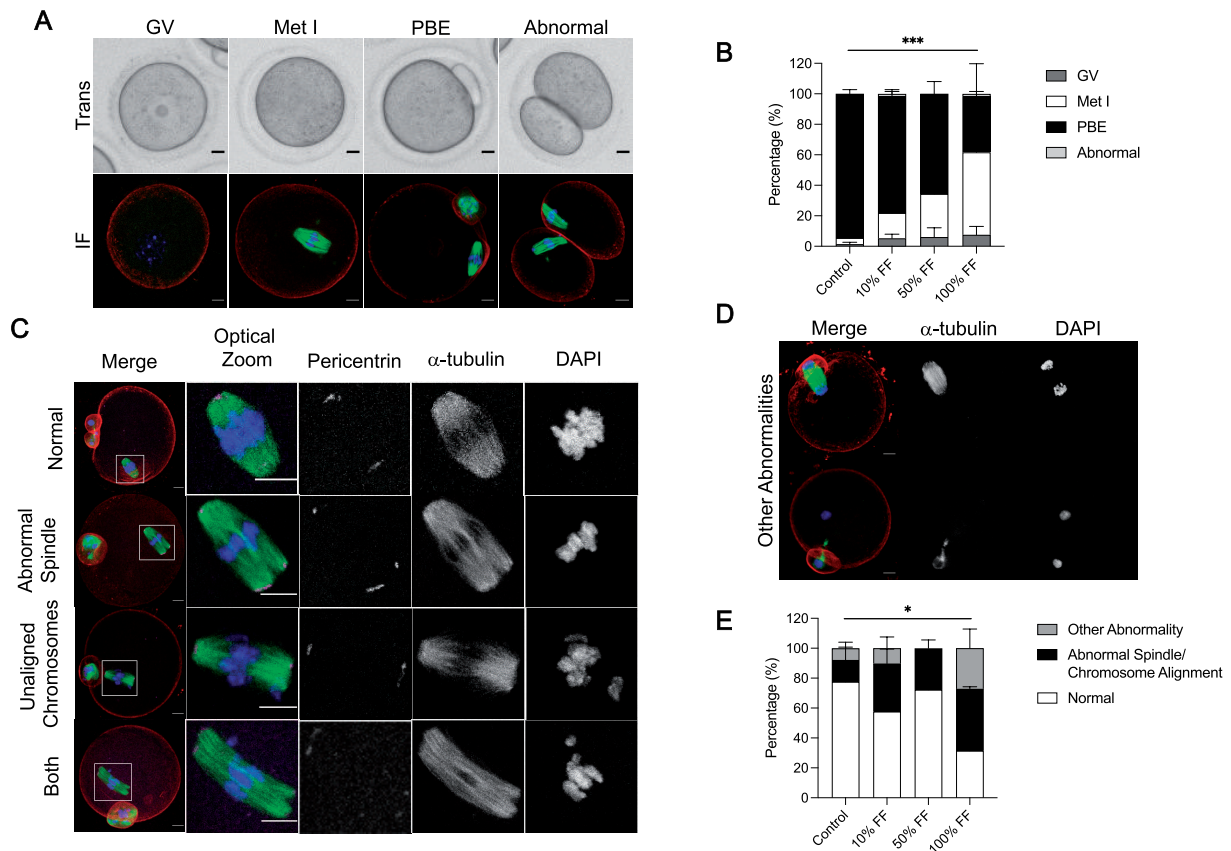 A
GV
Met I
PBE
Abnormal
Trans
IF
B
***
120
100
80
60
40
20
0
Percentage (%)
Control
10% FF
50% FF
100% FF
GV
Met I
PBE
Abnormal
C
Merge
Optical
Zoom
Pericentrin
α-tubulin
DAPI
Normal
Abnormal
Spindle
Unaligned
Chromosomes
Both
D
Merge
α-tubulin
DAPI
Other Abnormalities
E
*
120
100
80
60
40
20
0
Percentage (%)
Control
10% FF
50% FF
100% FF
Other Abnormality
Abnormal Spindle/
Chromosome Alignment
Normal